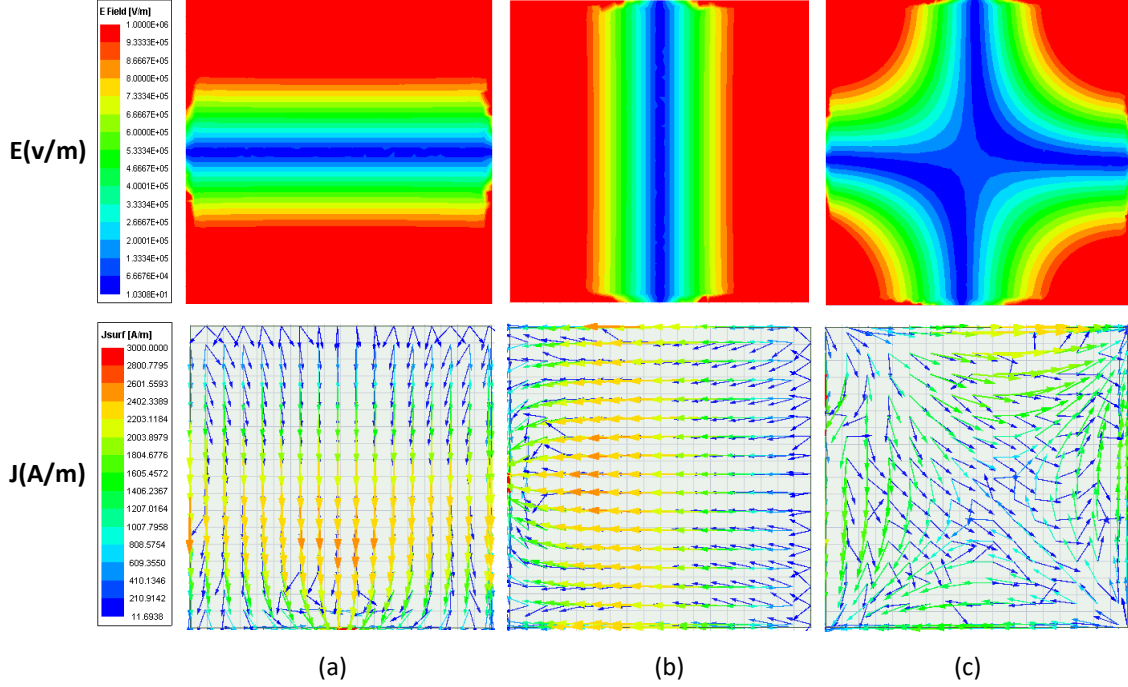 E Field [V/m]
1.0000E+06
9.3333E+05
8.6667E+05
8.0000E+05
7.3334E+05
6.6667E+05
6.0000E+05
5.3334E+05
4.6667E+05
4.0001E+05
3.3334E+05
2.6667E+05
2.0001E+05
1.3334E+05
6.6676E+04
1.0308E+01
E(v/m)
Jsurf [A/m]
3000.0000
2800.7795
2601.5593
2402.3389
2203.1184
2003.8979
1804.6776
1605.4572
1406.2367
1207.0164
1007.7958
808.5754
609.3550
410.1346
210.9142
11.6938
J(A/m)
(a) (b) (c)